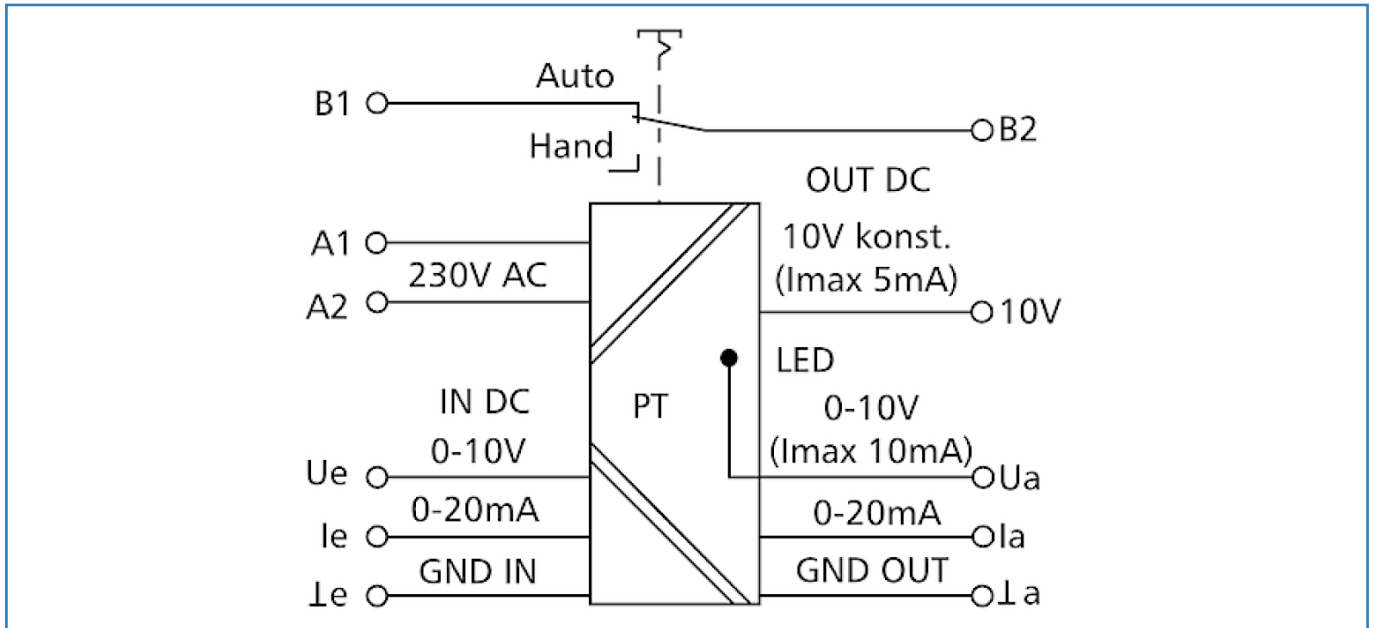 Auto
B1
B2
Hand
OUT DC
A1
10V konst.
230V AC
(Imax 5mA)
A2
10V
LED
IN DC
PT
0-10V
0-10V
(Imax 10mA)
Ue
Ua
0-20mA
0-20mA
Ie
Ia
GND IN
GND OUT
⊥e
⊥a